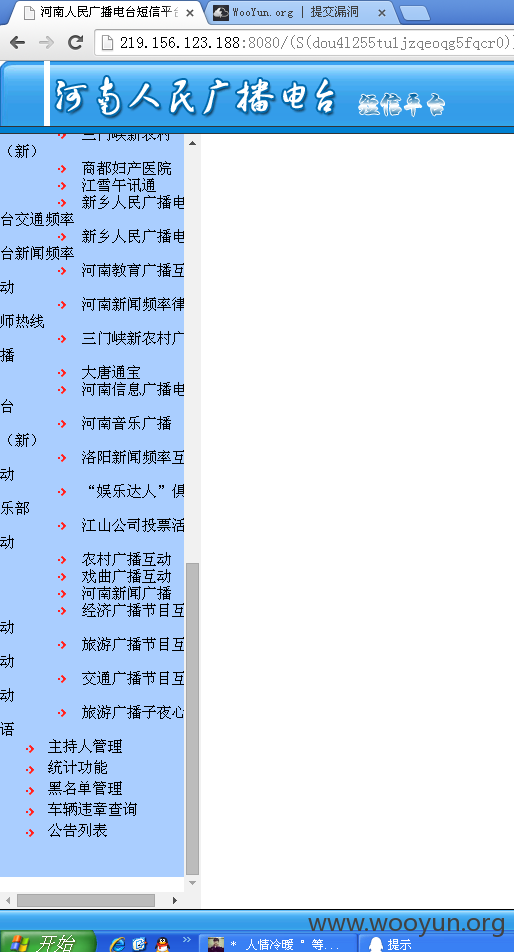 河南人民广播电台短信平台
WooYun.org | 提交漏洞
219.156.123.188:8080/(S(dou4l255tu1jzqeoqg5fqcr0)
河南人民广播电台 短信平台
三门峡新农村
（新）
商都妇产医院
江雪午讯通
新乡人民广播电
台交通频率
新乡人民广播电
台新闻频率
河南教育广播互
动
河南新闻频率律
师热线
三门峡新农村广
播
大唐通宝
河南信息广播电
台
河南音乐广播
（新）
洛阳新闻频率互
动
“娱乐达人”俱
乐部
江山公司投票活
动
农村广播互动
戏曲广播互动
河南新闻广播
经济广播节目互
动
旅游广播节目互
动
交通广播节目互
动
旅游广播子夜心
语
主持人管理
统计功能
黑名单管理
车辆违章查询
公告列表
www.wooyun.org
开始
* 人情冷暖 ° 等...
提示